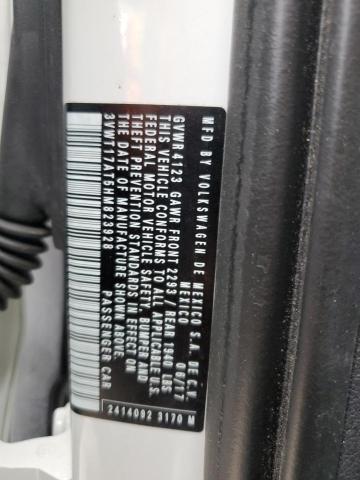 MFD BY VOLKSWAGEN DE MEXICO S.A. DE C.V.
MEXICO 06/17
GVWR 4123 GAWR FRONT 2293 / REAR LBS
THIS VEHICLE CONFORMS TO ALL APPLICABLE U.S.
FEDERAL MOTOR VEHICLE SAFETY, BUMPER AND
THEFT PREVENTION STANDARDS IN EFFECT ON
THE DATE OF MANUFACTURE SHOWN ABOVE.
PASSENGER CAR
2414092 3170 M